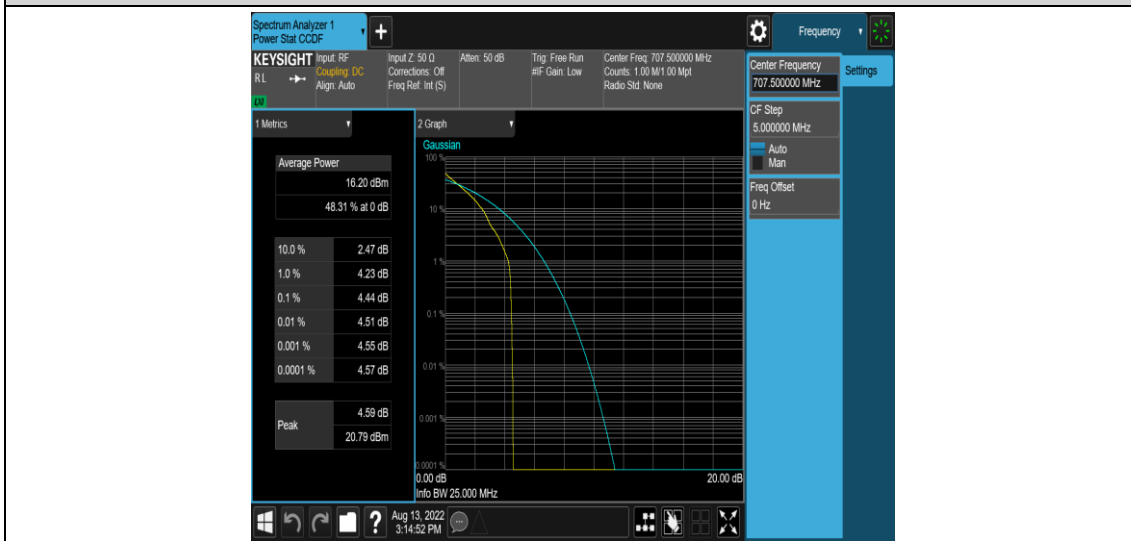 Spectrum Analyzer 1
Power Stat CCDF
Frequency
KEYSIGHT
RL
LXI
Input: RF
Coupling: DC
Align: Auto
Input Z: 50 Ω
Corrections: Off
Freq Ref: Int (S)
Atten: 50 dB
Trig: Free Run
#IF Gain: Low
Center Freq: 707.500000 MHz
Counts: 1.00 M/1.00 Mpt
Radio Std: None
Center Frequency
707.500000 MHz
Settings
CF Step
5.000000 MHz
Auto
Man
Freq Offset
0 Hz
1 Metrics
Average Power
16.20 dBm
48.31 % at 0 dB
10.0 % 2.47 dB
1.0 % 4.23 dB
0.1 % 4.44 dB
0.01 % 4.51 dB
0.001 % 4.55 dB
0.0001 % 4.57 dB
Peak
4.59 dB
20.79 dBm
2 Graph
Gaussian
100 %
10 %
1 %
0.1 %
0.01 %
0.001 %
0.0001 %
0.00 dB 20.00 dB
Info BW 25.000 MHz
?
Aug 13, 2022
3:14:52 PM